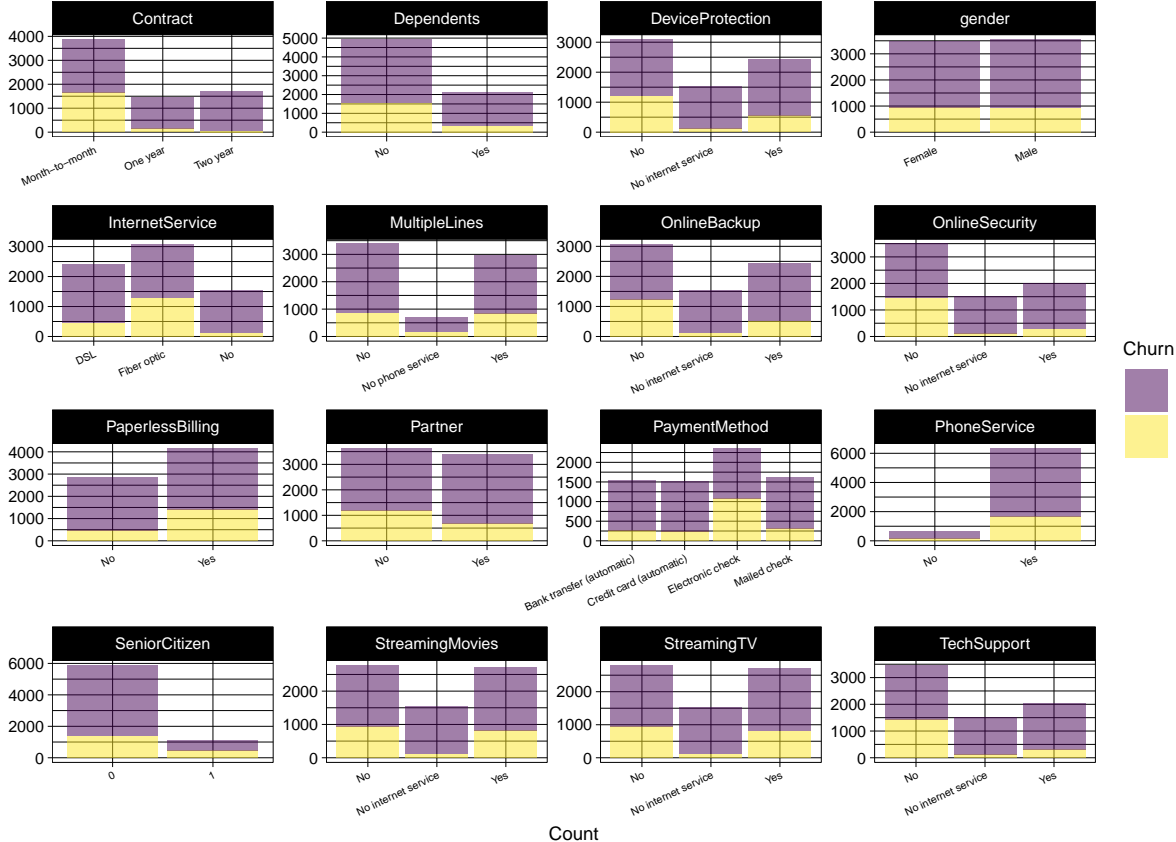 Contract
Dependents
DeviceProtection
gender
4000
3000
2000
1000
0
5000
4000
3000
2000
1000
0
3000
2000
1000
0
3000
2000
1000
0
Month−to−month
One year
Two year
No
Yes
No
No internet service
Yes
Female
Male
InternetService
MultipleLines
OnlineBackup
OnlineSecurity
3000
2000
1000
0
3000
2000
1000
0
3000
2000
1000
0
3000
2000
1000
0
DSL
Fiber optic
No
No
No phone service
Yes
No
No internet service
Yes
No
No internet service
Yes
Churn
PaperlessBilling
Partner
PaymentMethod
PhoneService
4000
3000
2000
1000
0
3000
2000
1000
0
2000
1500
1000
500
0
6000
4000
2000
0
No
Yes
No
Yes
Bank transfer (automatic)
Credit card (automatic)
Electronic check
Mailed check
No
Yes
SeniorCitizen
StreamingMovies
StreamingTV
TechSupport
6000
4000
2000
0
2000
1000
0
2000
1000
0
3000
2000
1000
0
0
1
No
No internet service
Yes
No
No internet service
Yes
No
No internet service
Yes
Count